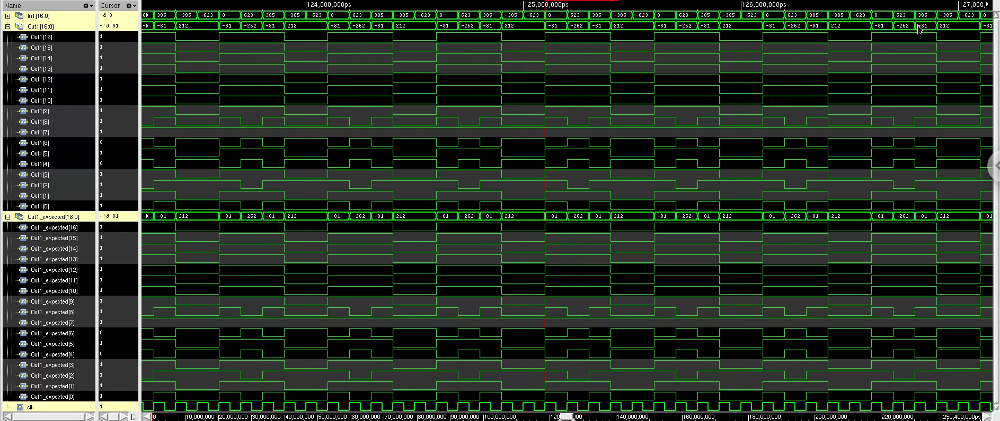 Name Cursor 124,000,000ps 125,000,000ps 126,000,000ps 127,000,
In1[16:0] 'd 0 6 385 -385 -623 0 623 385 -385 -623 0 623 385 -385 -623 0 623 385 -385 -623 0 623 385 -385 -623 0 623 385 -385 -623 0 623 385 -385 -623 0 623 385 -385 -623 0
Out1[16:0] -'d 81 - -81 212 -81 -262 -81 212 -81 -262 -81 212 -81 -262 -81 212 -81 -262 -81 212 -81 -262 -81 212 -81 -262 -81 212 -81 -262 -81 212 -81
Out1[16] 1
Out1[15] 1
Out1[14] 1
Out1[13] 1
Out1[12] 1
Out1[11] 1
Out1[10] 1
Out1[9] 1
Out1[8] 1
Out1[7] 1
Out1[6] 0
Out1[5] 1
Out1[4] 0
Out1[3] 1
Out1[2] 1
Out1[1] 1
Out1[0] 1
Out1_expected[16:0] -'d 81 - -81 212 -81 -262 -81 212 -81 -262 -81 212 -81 -262 -81 212 -81 -262 -81 212 -81 -262 -81 212 -81 -262 -81 212 -81 -262 -81 212 -81
Out1_expected[16] 1
Out1_expected[15] 1
Out1_expected[14] 1
Out1_expected[13] 1
Out1_expected[12] 1
Out1_expected[11] 1
Out1_expected[10] 1
Out1_expected[9] 1
Out1_expected[8] 1
Out1_expected[7] 1
Out1_expected[6] 0
Out1_expected[5] 1
Out1_expected[4] 0
Out1_expected[3] 1
Out1_expected[2] 1
Out1_expected[1] 1
Out1_expected[0] 1
clk 1
0 10,000,000 20,000,000 30,000,000 40,000,000 50,000,000 60,000,000 70,000,000 80,000,000 90,000,000 100,000,000 140,000,000 160,000,000 180,000,000 200,000,000 220,000,000 250,400,000ps